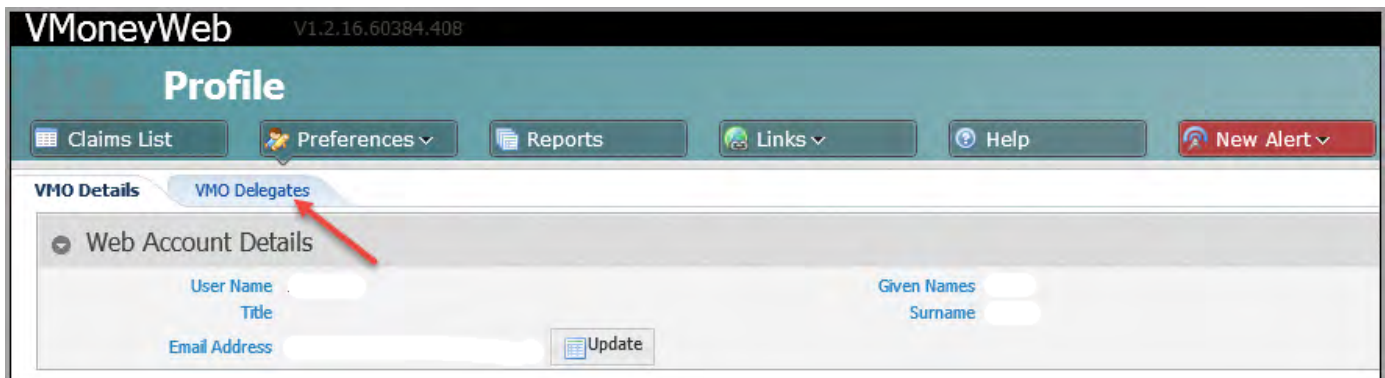 VMoneyWeb V1.2.16.60384.408
Profile
Claims List Preferences Reports Links Help New Alert
VMO Details VMO Delegates
Web Account Details
User Name Given Names
Title Surname
Email Address Update